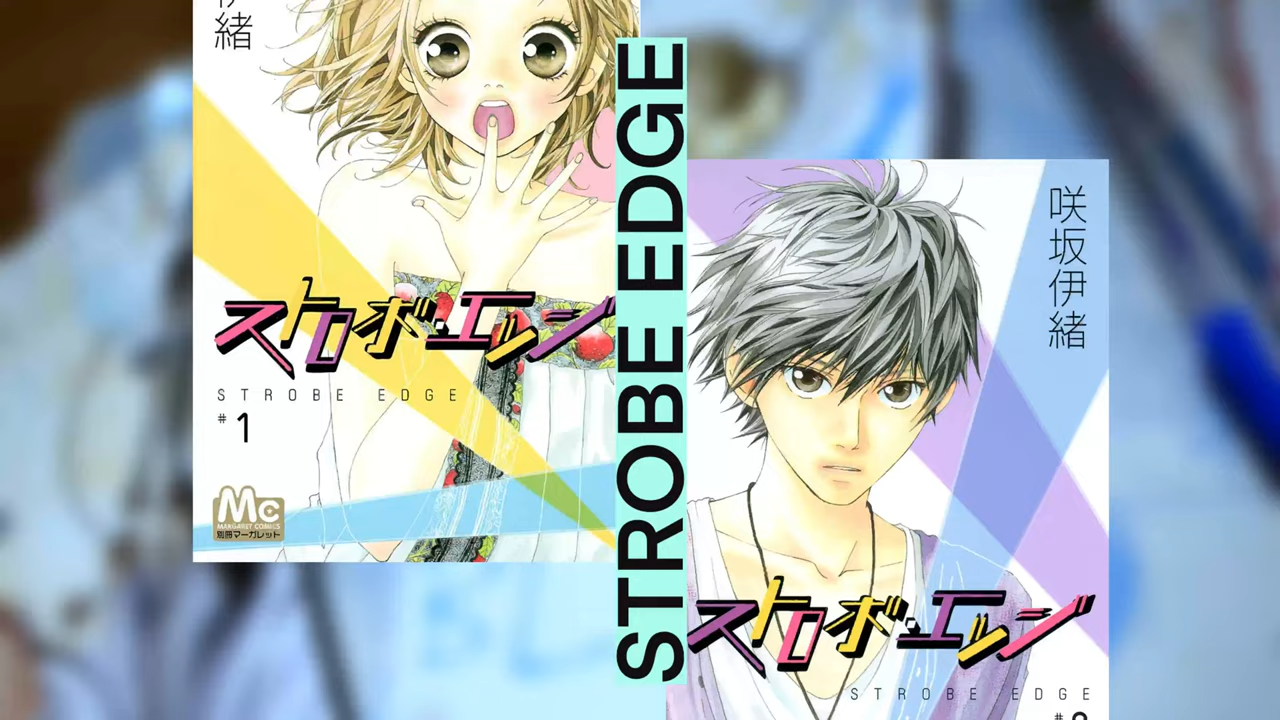 緒
ストロボ・エッジ
STROBE EDGE
#1
Mc
MARGARET COMICS
別冊マーガレット
STROBE EDGE
咲坂伊緒
ストロボ・エッジ
STROBE EDGE
#